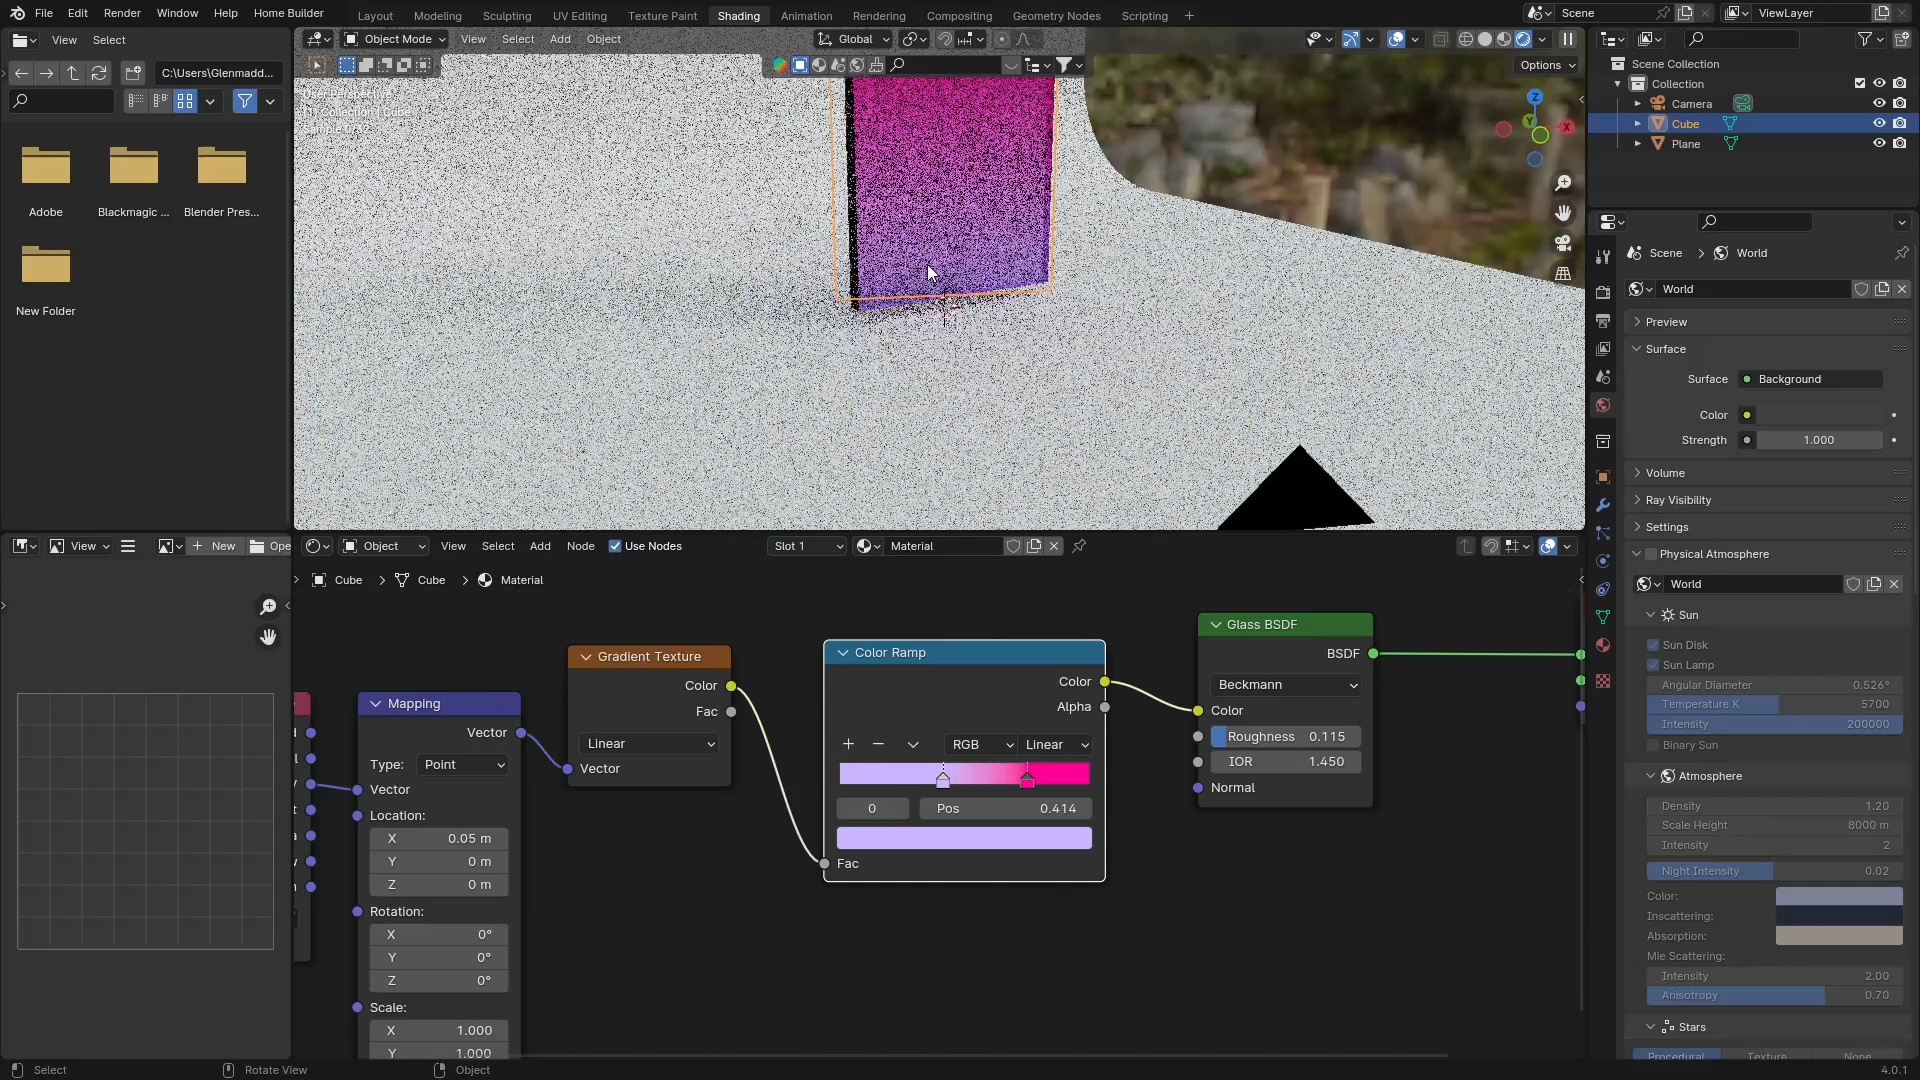 File Edit Render Window Help Home Builder
Layout Modeling Sculpting UV Editing Texture Paint Shading Animation Rendering Compositing Geometry Nodes Scripting +
Scene
ViewLayer
View Select
C:\Users\Glenmadd...
Adobe
Blackmagic ...
Blender Pres...
New Folder
Object Mode View Select Add Object
Global
Options
User Perspective
(1) Collection | Cube
Z
Y
X
Scene Collection
Collection
Camera
Cube
Plane
Scene > World
World
Preview
Surface
Surface Background
Color
Strength 1.000
Volume
Ray Visibility
Settings
Physical Atmosphere
World
Sun
Sun Disk
Sun Lamp
Angular Diameter 0.526°
Temperature K 5700
Intensity 200000
Binary Sun
Atmosphere
Density 1.20
Scale Height 8000 m
Intensity 2
Night Intensity 0.02
Color:
Inscattering:
Absorption:
Mie Scattering:
Intensity 2.00
Anisotropy 0.70
Stars
Procedural Texture None
View
+ New
Ope
Object View Select Add Node Use Nodes
Slot 1
Material
Cube > Cube > Material
Mapping
Vector
Type: Point
Vector
Location:
X 0.05 m
Y 0 m
Z 0 m
Rotation:
X 0°
Y 0°
Z 0°
Scale:
X 1.000
Y 1.000
Gradient Texture
Color
Fac
Linear
Vector
Color Ramp
Color
Alpha
+ − RGB Linear
0 Pos 0.414
Fac
Glass BSDF
BSDF
Beckmann
Color
Roughness 0.115
IOR 1.450
Normal
Select
Rotate View
Object
4.0.1